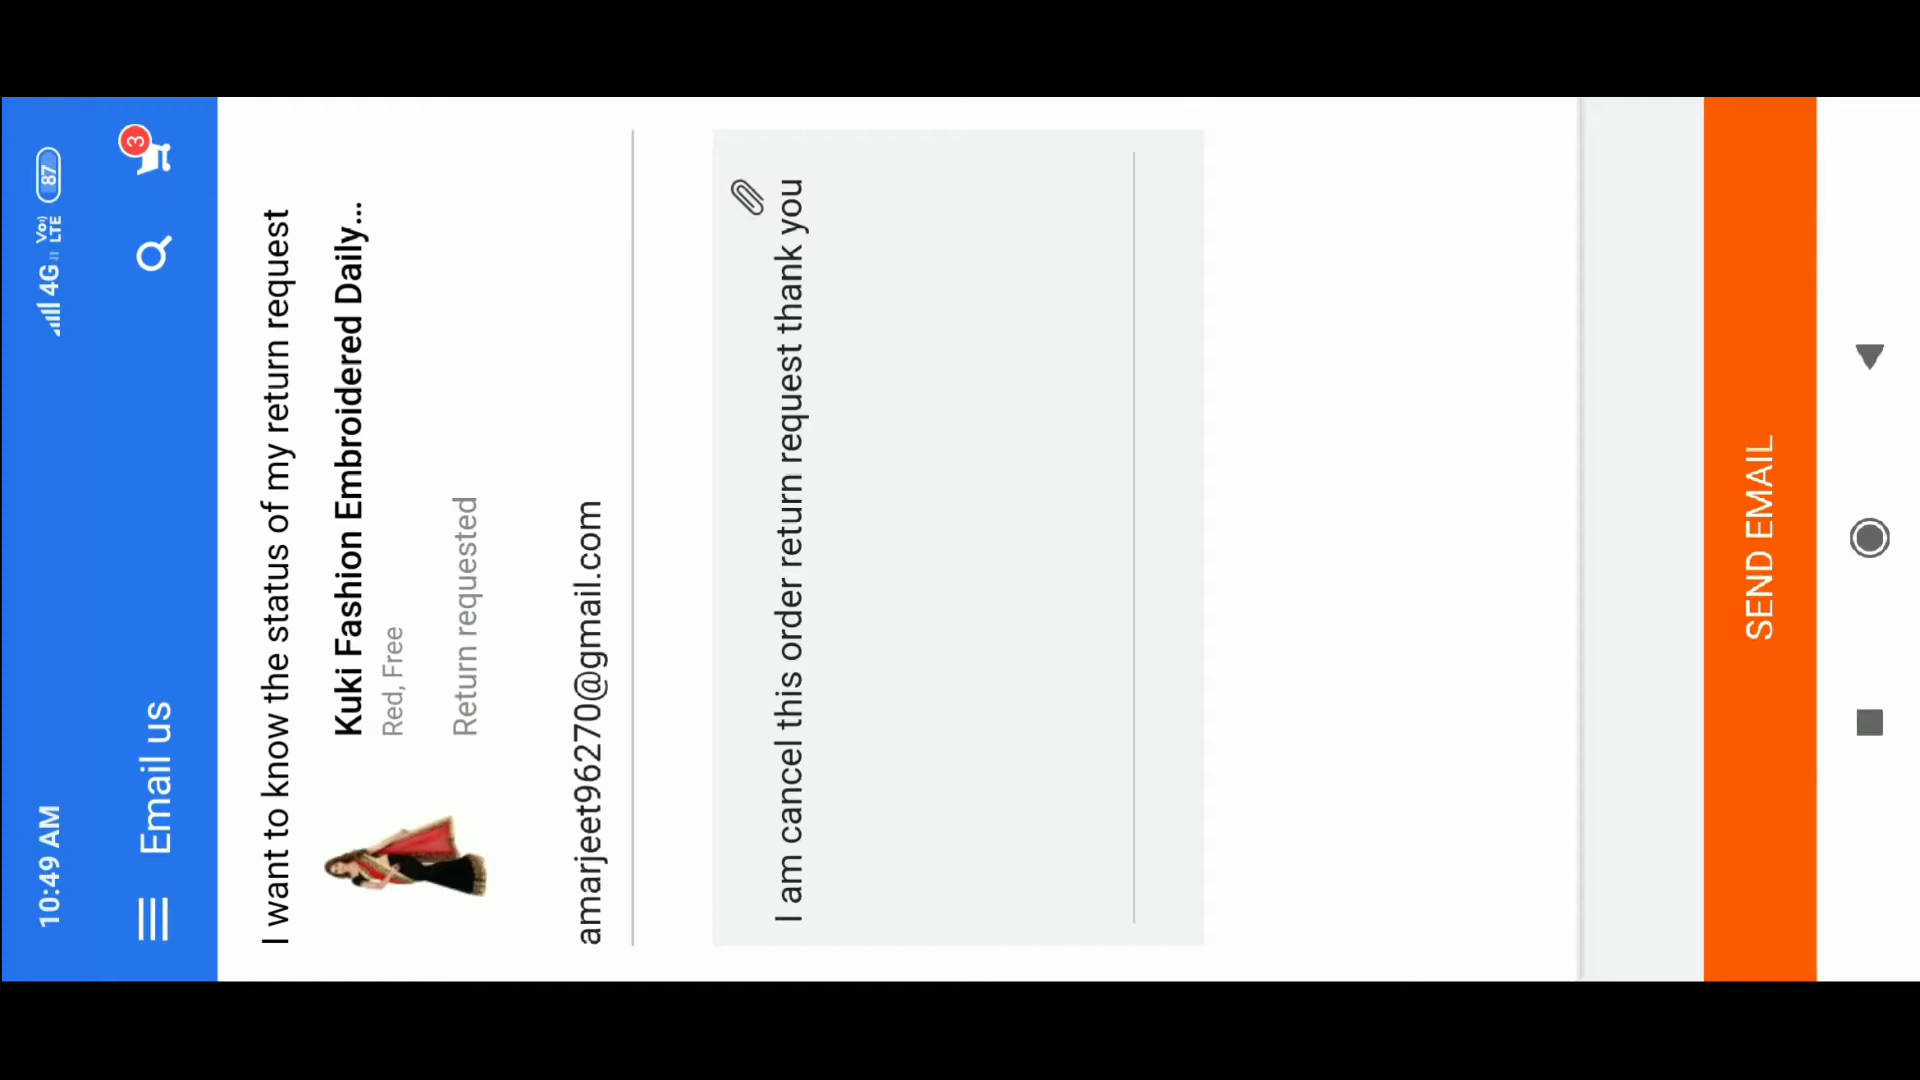 10:49 AM
4G Vo)) LTE 87
Email us
3
I want to know the status of my return request
Kuki Fashion Embroidered Daily...
Red, Free
Return requested
amarjeet96270@gmail.com
I am cancel this order return request thank you
SEND EMAIL